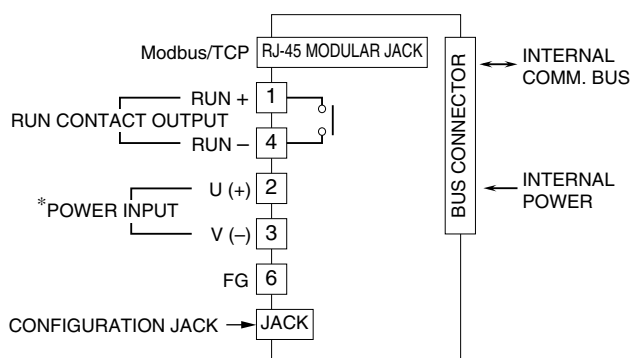 Modbus/TCP RJ-45 MODULAR JACK
RUN + 1
RUN CONTACT OUTPUT
RUN – 4
U (+) 2
*POWER INPUT
V (–) 3
FG 6
CONFIGURATION JACK JACK
BUS CONNECTOR
INTERNAL
COMM. BUS
INTERNAL
POWER